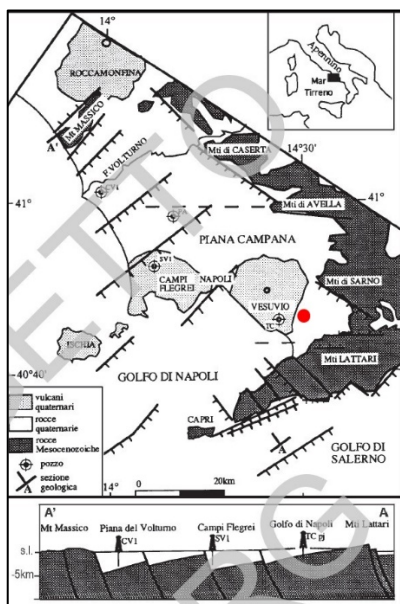 14°
ROCCAMONFINA
Mt MASSICO
A'
F. VOLTURNO
CV1
41°
Apennino
Mar
Tirreno
Mti di CASERTA
14°30'
41°
Mti di AVELLA
PIANA CAMPANA
SV1
CAMPI
FLEGREI
NAPOLI
VESUVIO
TC
Mti di SARNO
ISCHIA
Mti LATTARI
40°40'
GOLFO DI NAPOLI
CAPRI
GOLFO DI
SALERNO
A
vulcani
quaternari
rocce
quaternarie
rocce
Mesocenozoiche
pozzo
A
sezione
geologica
14°
0
20km
A'
A
Mt Massico
Piana del Volturno
Campi Flegrei
Golfo di Napoli
Mti Lattari
s.l.
CV1
SV1
TC pj
-5km